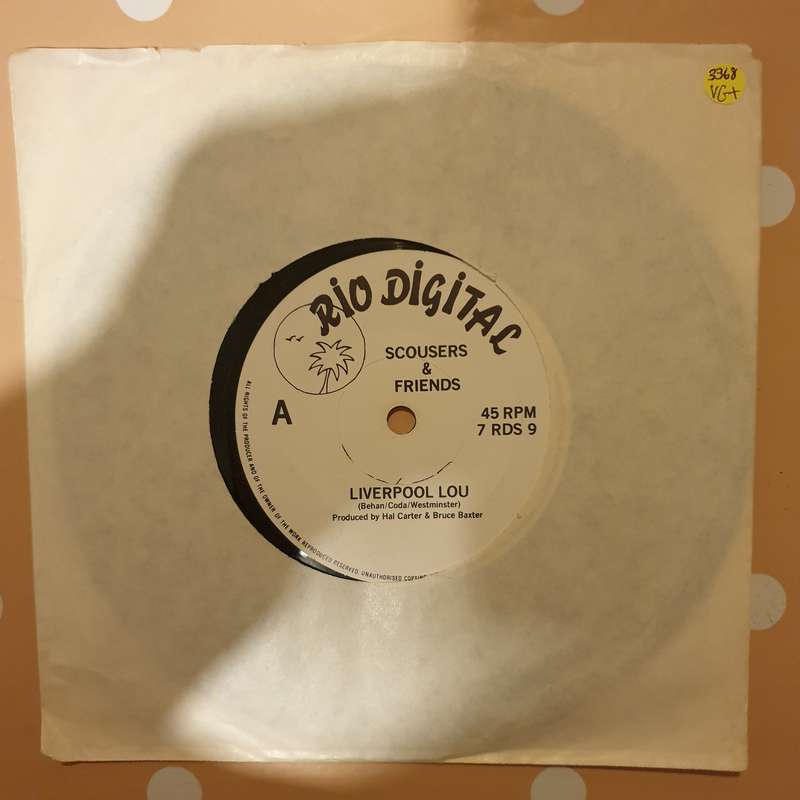 3368
VG+
RIO DIGITAL
SCOUSERS
&
FRIENDS
A
45 RPM
7 RDS 9
LIVERPOOL LOU
(Behan/Coda/Westminster)
Produced by Hal Carter & Bruce Baxter
ALL RIGHTS OF THE PRODUCER AND OF THE OWNER OF THE WORK REPRODUCED RESERVED. UNAUTHORISED